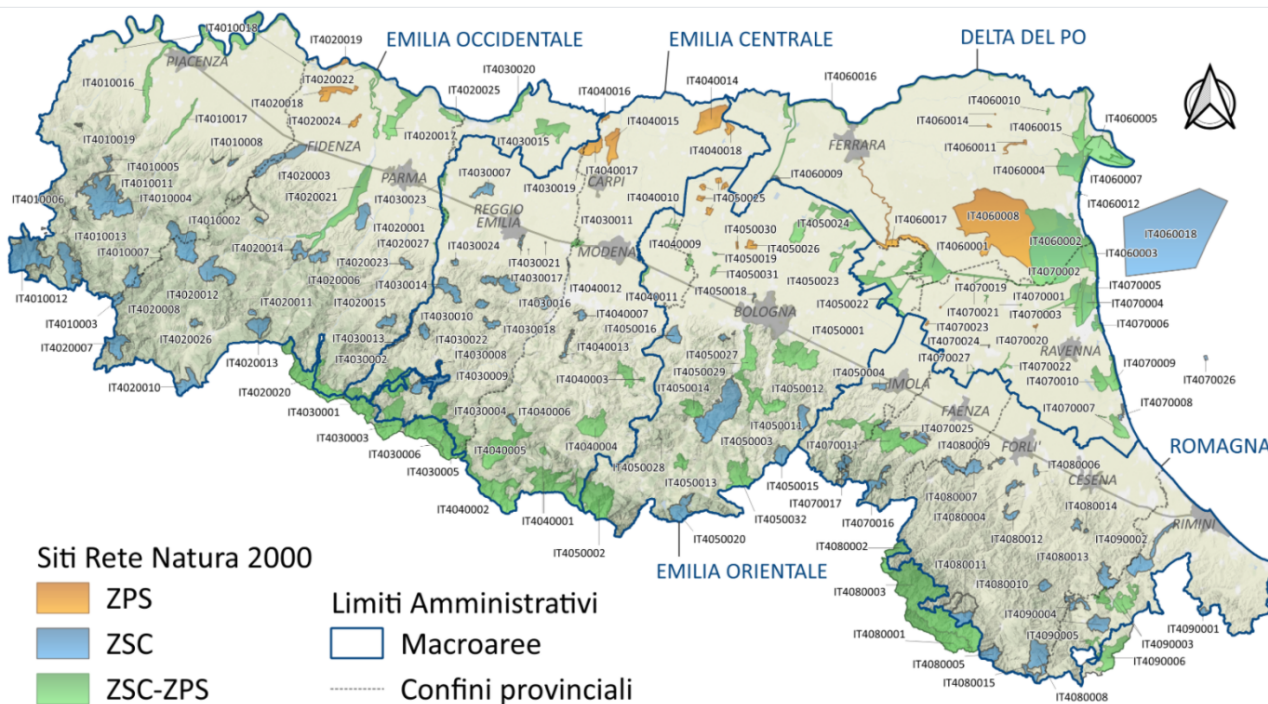 IT4010018
IT4020019
EMILIA OCCIDENTALE
EMILIA CENTRALE
DELTA DEL PO
PIACENZA
IT4020022
IT4030020
IT4040016
IT4040014
IT4060016
IT4010016
IT4020018
IT4020025
IT4060010
IT4010017
IT4020024
IT4020017
IT4030015
IT4040015
IT4060014
IT4060015
IT4060005
IT4010019
IT4010008
FIDENZA
IT4040018
FERRARA
IT4060011
IT4010005
IT4020003
PARMA
IT4030007
IT4030019
IT4040017
CARPI
IT4060009
IT4060004
IT4060007
IT4010011
IT4010004
IT4020021
IT4030023
IT4040010
IT4050025
IT4060012
IT4010006
IT4010002
IT4020001
REGGIO
EMILIA
IT4030011
IT4050030
IT4050024
IT4060017
IT4060008
IT4060018
IT4010013
IT4020014
IT4020027
IT4030024
MODENA
IT4040009
IT4050026
IT4060001
IT4060002
IT4060003
IT4010007
IT4020023
IT4030021
IT4050019
IT4050031
IT4050023
IT4070002
IT4010012
IT4020012
IT4020006
IT4030014
IT4030017
IT4040012
IT4040011
IT4050018
IT4050022
IT4070019
IT4070001
IT4070005
IT4010003
IT4020008
IT4020011
IT4020015
IT4030010
IT4030016
IT4040007
IT4050016
BOLOGNA
IT4050001
IT4070021
IT4070003
IT4070004
IT4070006
IT4020007
IT4020026
IT4030013
IT4030022
IT4030018
IT4040013
IT4050027
IT4070023
IT4070020
IT4070024
RAVENNA
IT4020010
IT4020013
IT4030002
IT4030008
IT4030009
IT4040003
IT4050029
IT4050014
IT4050012
IT4050004
IMOLA
IT4070027
IT4070022
IT4070010
IT4070009
IT4070026
IT4020020
IT4030001
IT4030004
IT4040006
IT4050011
FAENZA
IT4070007
IT4070008
IT4030003
IT4040004
IT4050003
IT4070011
IT4070025
IT4080009
FORLI'
ROMAGNA
IT4030006
IT4040005
IT4050028
IT4050013
IT4050015
IT4070017
IT4080006
CESENA
IT4030005
IT4040002
IT4040001
IT4050002
IT4050020
IT4050032
IT4070016
IT4080007
IT4080004
IT4080014
RIMINI
EMILIA ORIENTALE
IT4080002
IT4080012
IT4090002
IT4080013
IT4080011
IT4080003
IT4080010
IT4090004
IT4090001
IT4080001
IT4090005
IT4090003
IT4080005
IT4090006
IT4080015
IT4080008
Siti Rete Natura 2000
ZPS
ZSC
ZSC-ZPS
Limiti Amministrativi
Macroaree
Confini provinciali